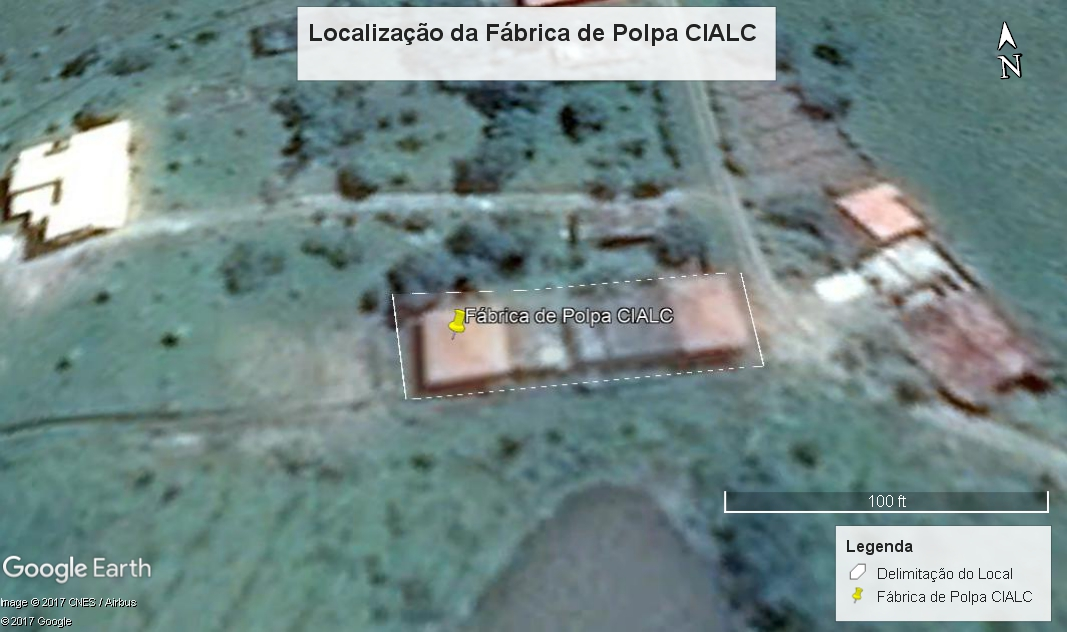 Localização da Fábrica de Polpa CIALC
N
Fábrica de Polpa CIALC
100 ft
Legenda
Delimitação do Local
Fábrica de Polpa CIALC
Google Earth
Image © 2017 CNES / Airbus
© 2017 Google